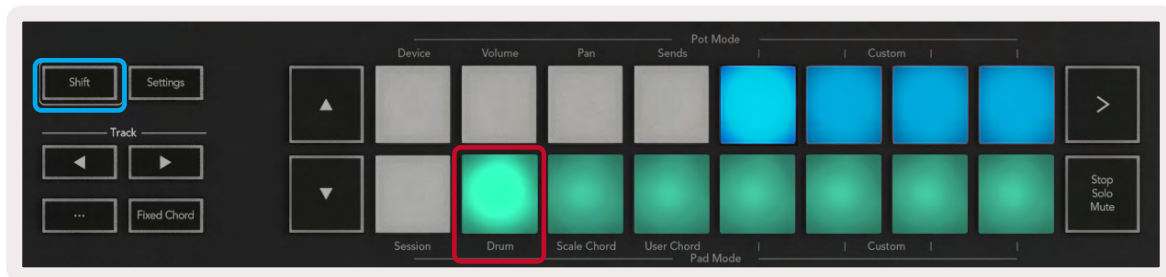 Pot Mode
Device Volume Pan Sends Custom
Shift Settings
Track
...
Fixed Chord
Stop
Solo
Mute
Session Drum Scale Chord User Chord Custom
Pad Mode